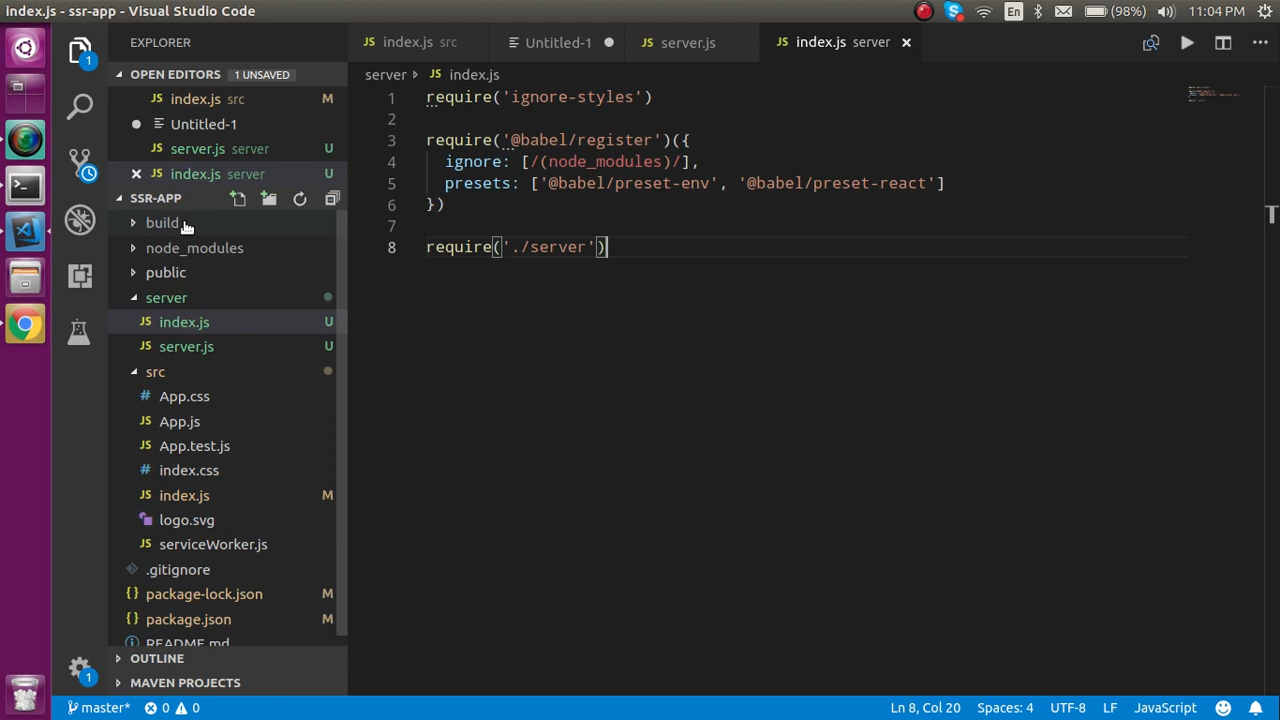 index.js - ssr-app - Visual Studio Code
En
(98%)
11:04 PM
EXPLORER
index.js src
Untitled-1
server.js
index.js server
1
OPEN EDITORS 1 UNSAVED
index.js src M
Untitled-1
server.js server U
index.js server U
SSR-APP
build
node_modules
public
server
index.js U
server.js U
src
App.css
App.js
App.test.js
index.css
index.js M
logo.svg
serviceWorker.js
.gitignore
package-lock.json M
package.json M
README.md
OUTLINE
MAVEN PROJECTS
1
server index.js
1 require('ignore-styles')
2
3 require('@babel/register')({
4 ignore: [/(node_modules)/],
5 presets: ['@babel/preset-env', '@babel/preset-react']
6 })
7
8 require('./server')
master* 0 0
Ln 8, Col 20 Spaces: 4 UTF-8 LF JavaScript